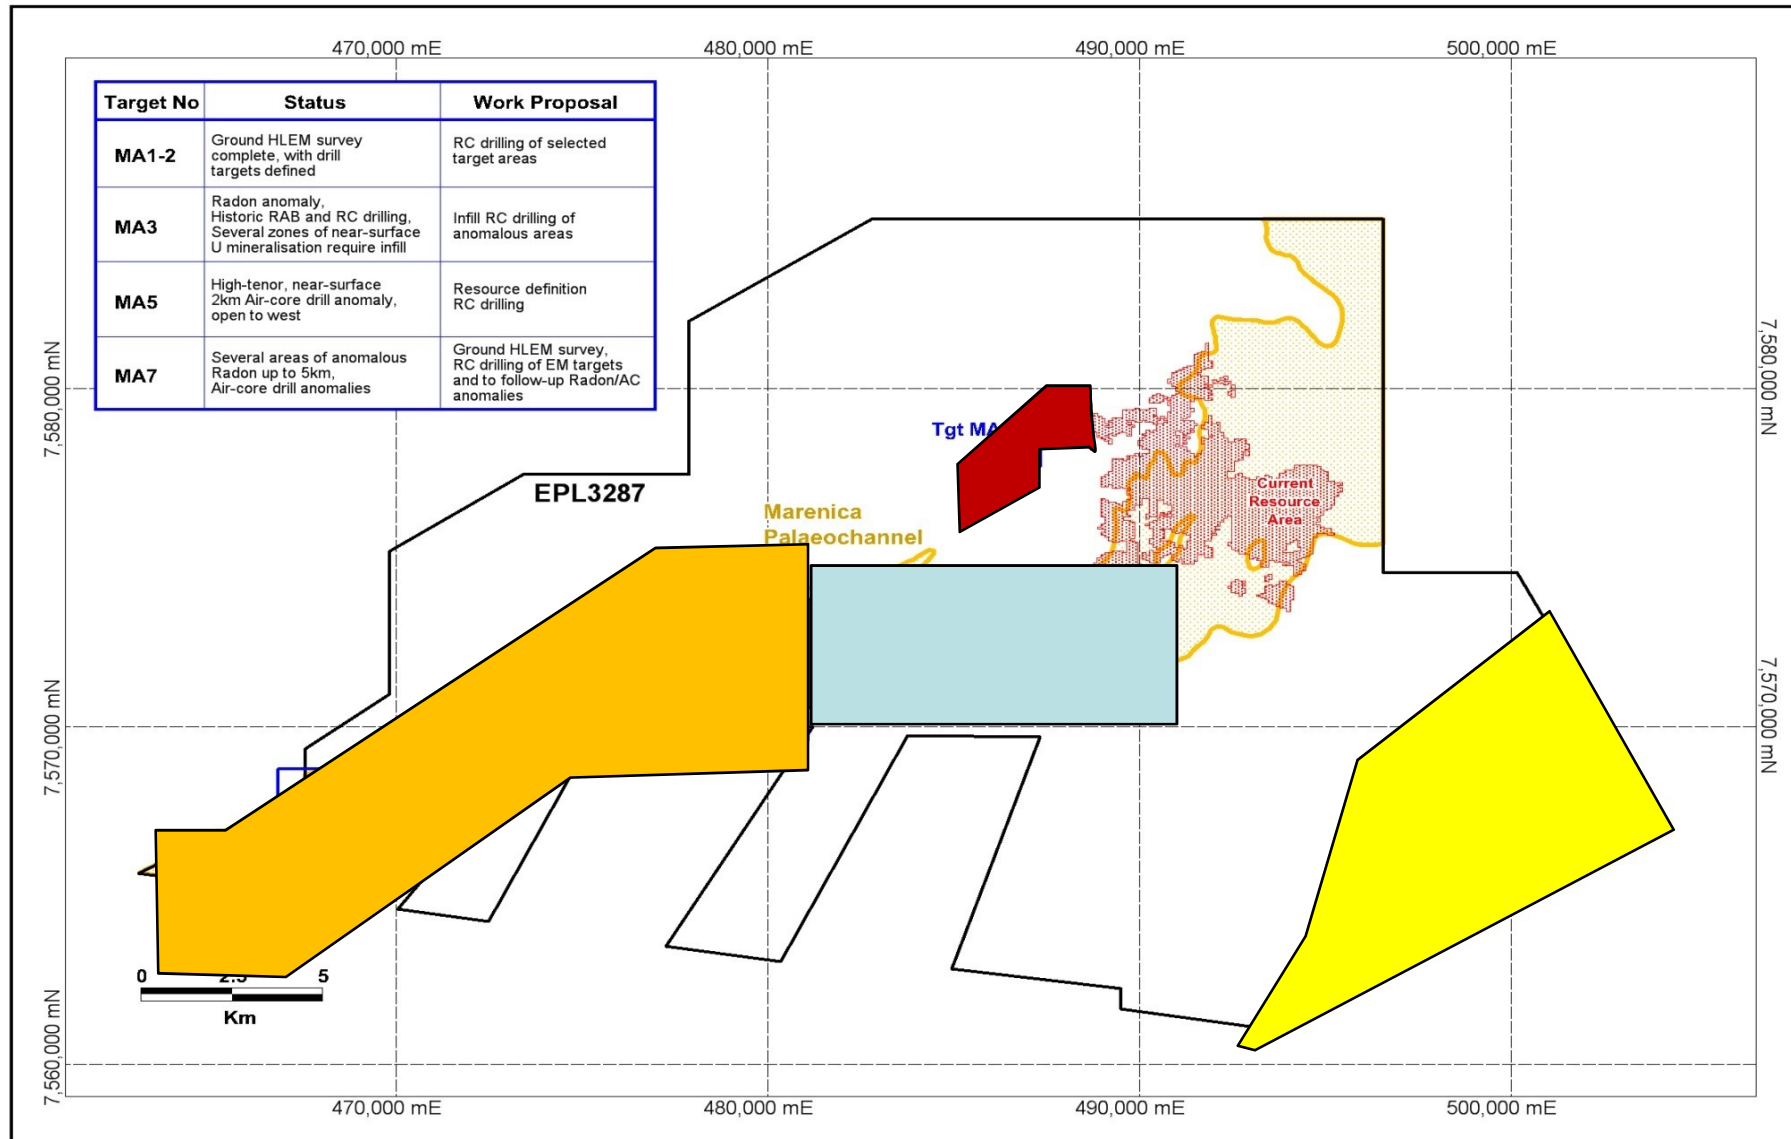 470,000 mE 480,000 mE 490,000 mE 500,000 mE
Target No Status Work Proposal
MA1-2
Ground HLEM survey
complete, with drill
targets defined
RC drilling of selected
target areas
MA3
Radon anomaly,
Historic RAB and RC drilling,
Several zones of near-surface
U mineralisation require infill
Infill RC drilling of
anomalous areas
MA5
High-tenor, near-surface
2km Air-core drill anomaly,
open to west
Resource definition
RC drilling
MA7
Several areas of anomalous
Radon up to 5km,
Air-core drill anomalies
Ground HLEM survey,
RC drilling of EM targets
and to follow-up Radon/AC
anomalies
7,580,000 mN
7,580,000 mN
Tgt MA
EPL3287
Current
Resource
Area
Marenica
Palaeochannel
7,570,000 mN
7,570,000 mN
0 2.5 5
Km
7,560,000 mN
7,560,000 mN
470,000 mE 480,000 mE 490,000 mE 500,000 mE